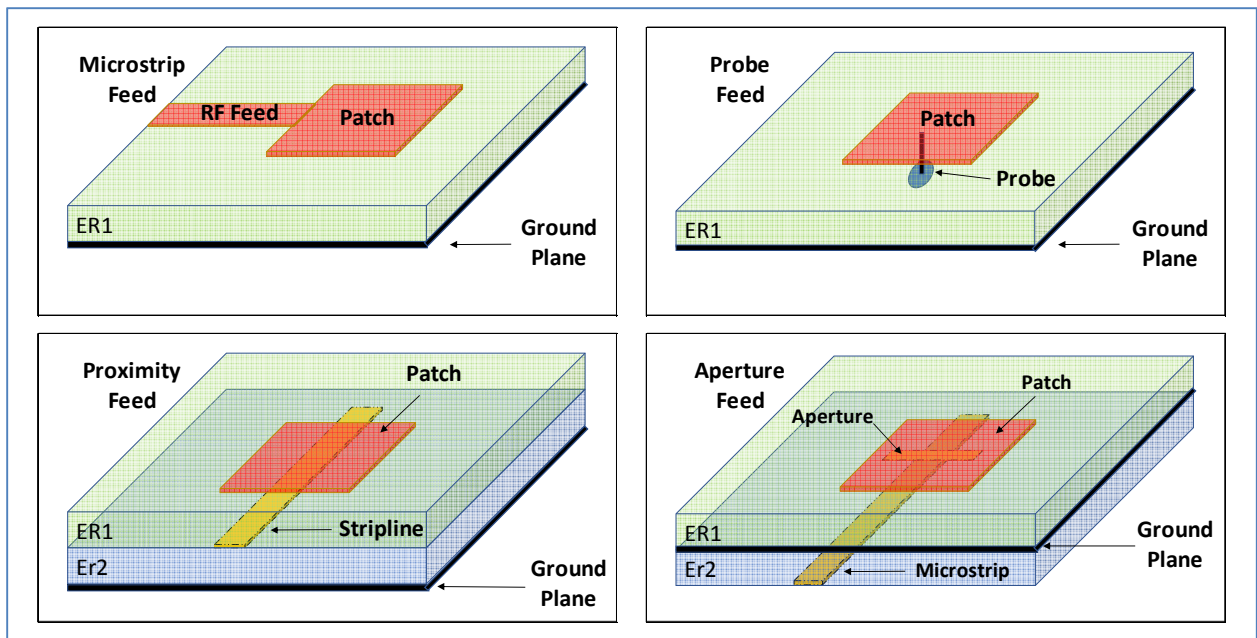 Microstrip
Feed
RF Feed
Patch
ER1
Ground
Plane
Probe
Feed
Patch
Probe
ER1
Ground
Plane
Proximity
Feed
Patch
ER1
Stripline
Er2
Ground
Plane
Aperture
Feed
Patch
Aperture
ER1
Ground
Plane
Er2
Microstrip